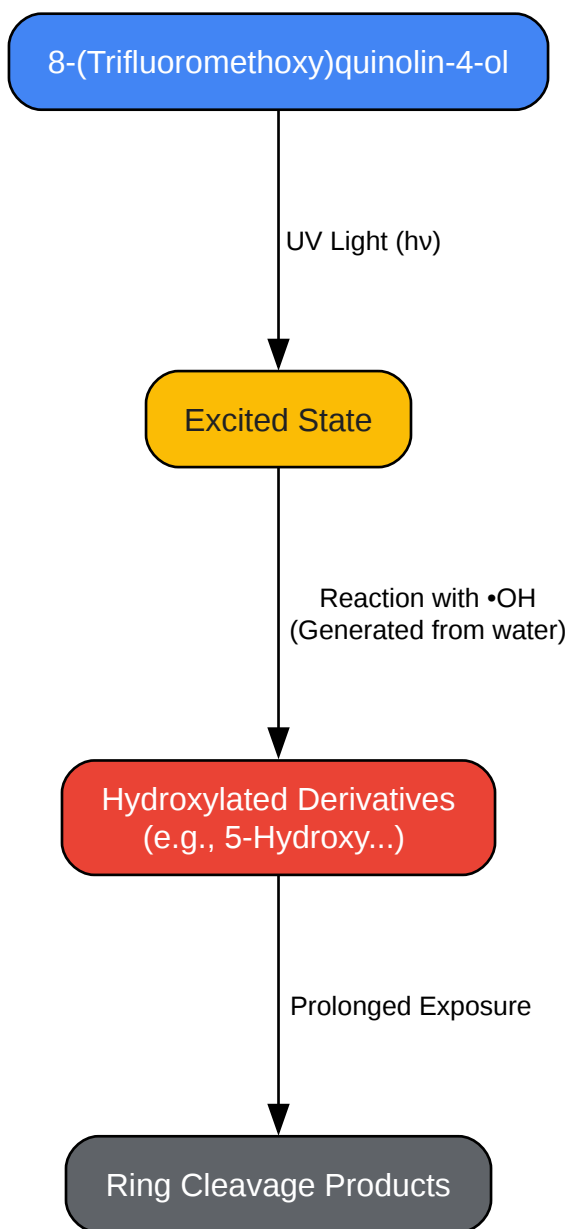 8-(Trifluoromethoxy)quinolin-4-ol
UV Light (hν)
Excited State
Reaction with •OH
(Generated from water)
Hydroxylated Derivatives
(e.g., 5-Hydroxy...)
Prolonged Exposure
Ring Cleavage Products